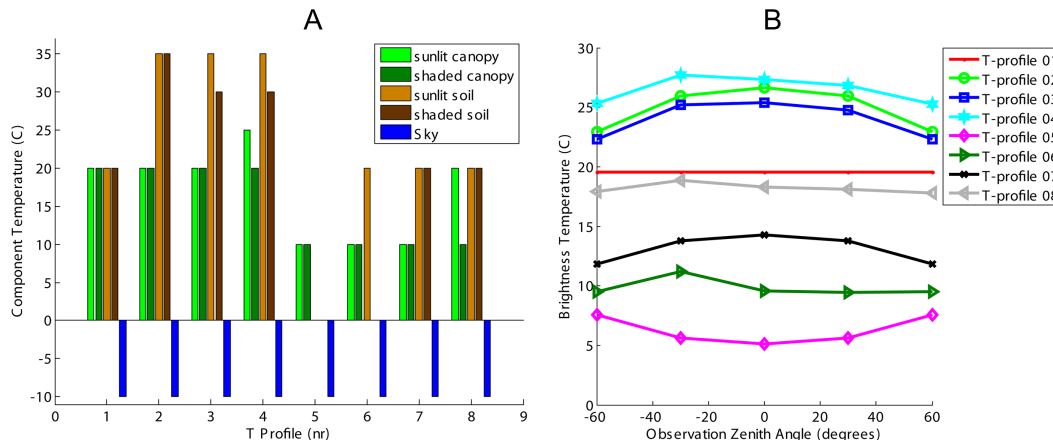 A
B
35
30
25
20
15
10
5
0
-5
-10
0 1 2 3 4 5 6 7 8 9
T Profile (nr)
Component Temperature (C)
sunlit canopy
shaded canopy
sunlit soil
shaded soil
Sky
30
25
20
15
10
5
0
-60 -40 -20 0 20 40 60
Observation Zenith Angle (degrees)
Brightness Temperature (C)
T-profile 01
T-profile 02
T-profile 03
T-profile 04
T-profile 05
T-profile 06
T-profile 07
T-profile 08